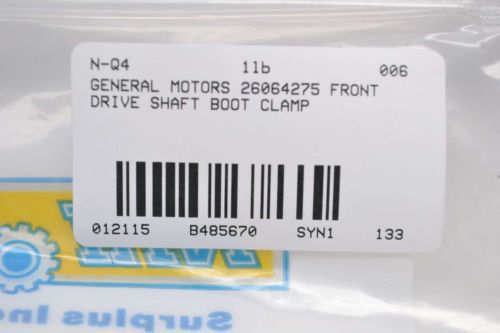 N-Q4 1lb 006
GENERAL MOTORS 26064275 FRONT
DRIVE SHAFT BOOT CLAMP
012115 B485670 SYN1 133
Surplus Inc